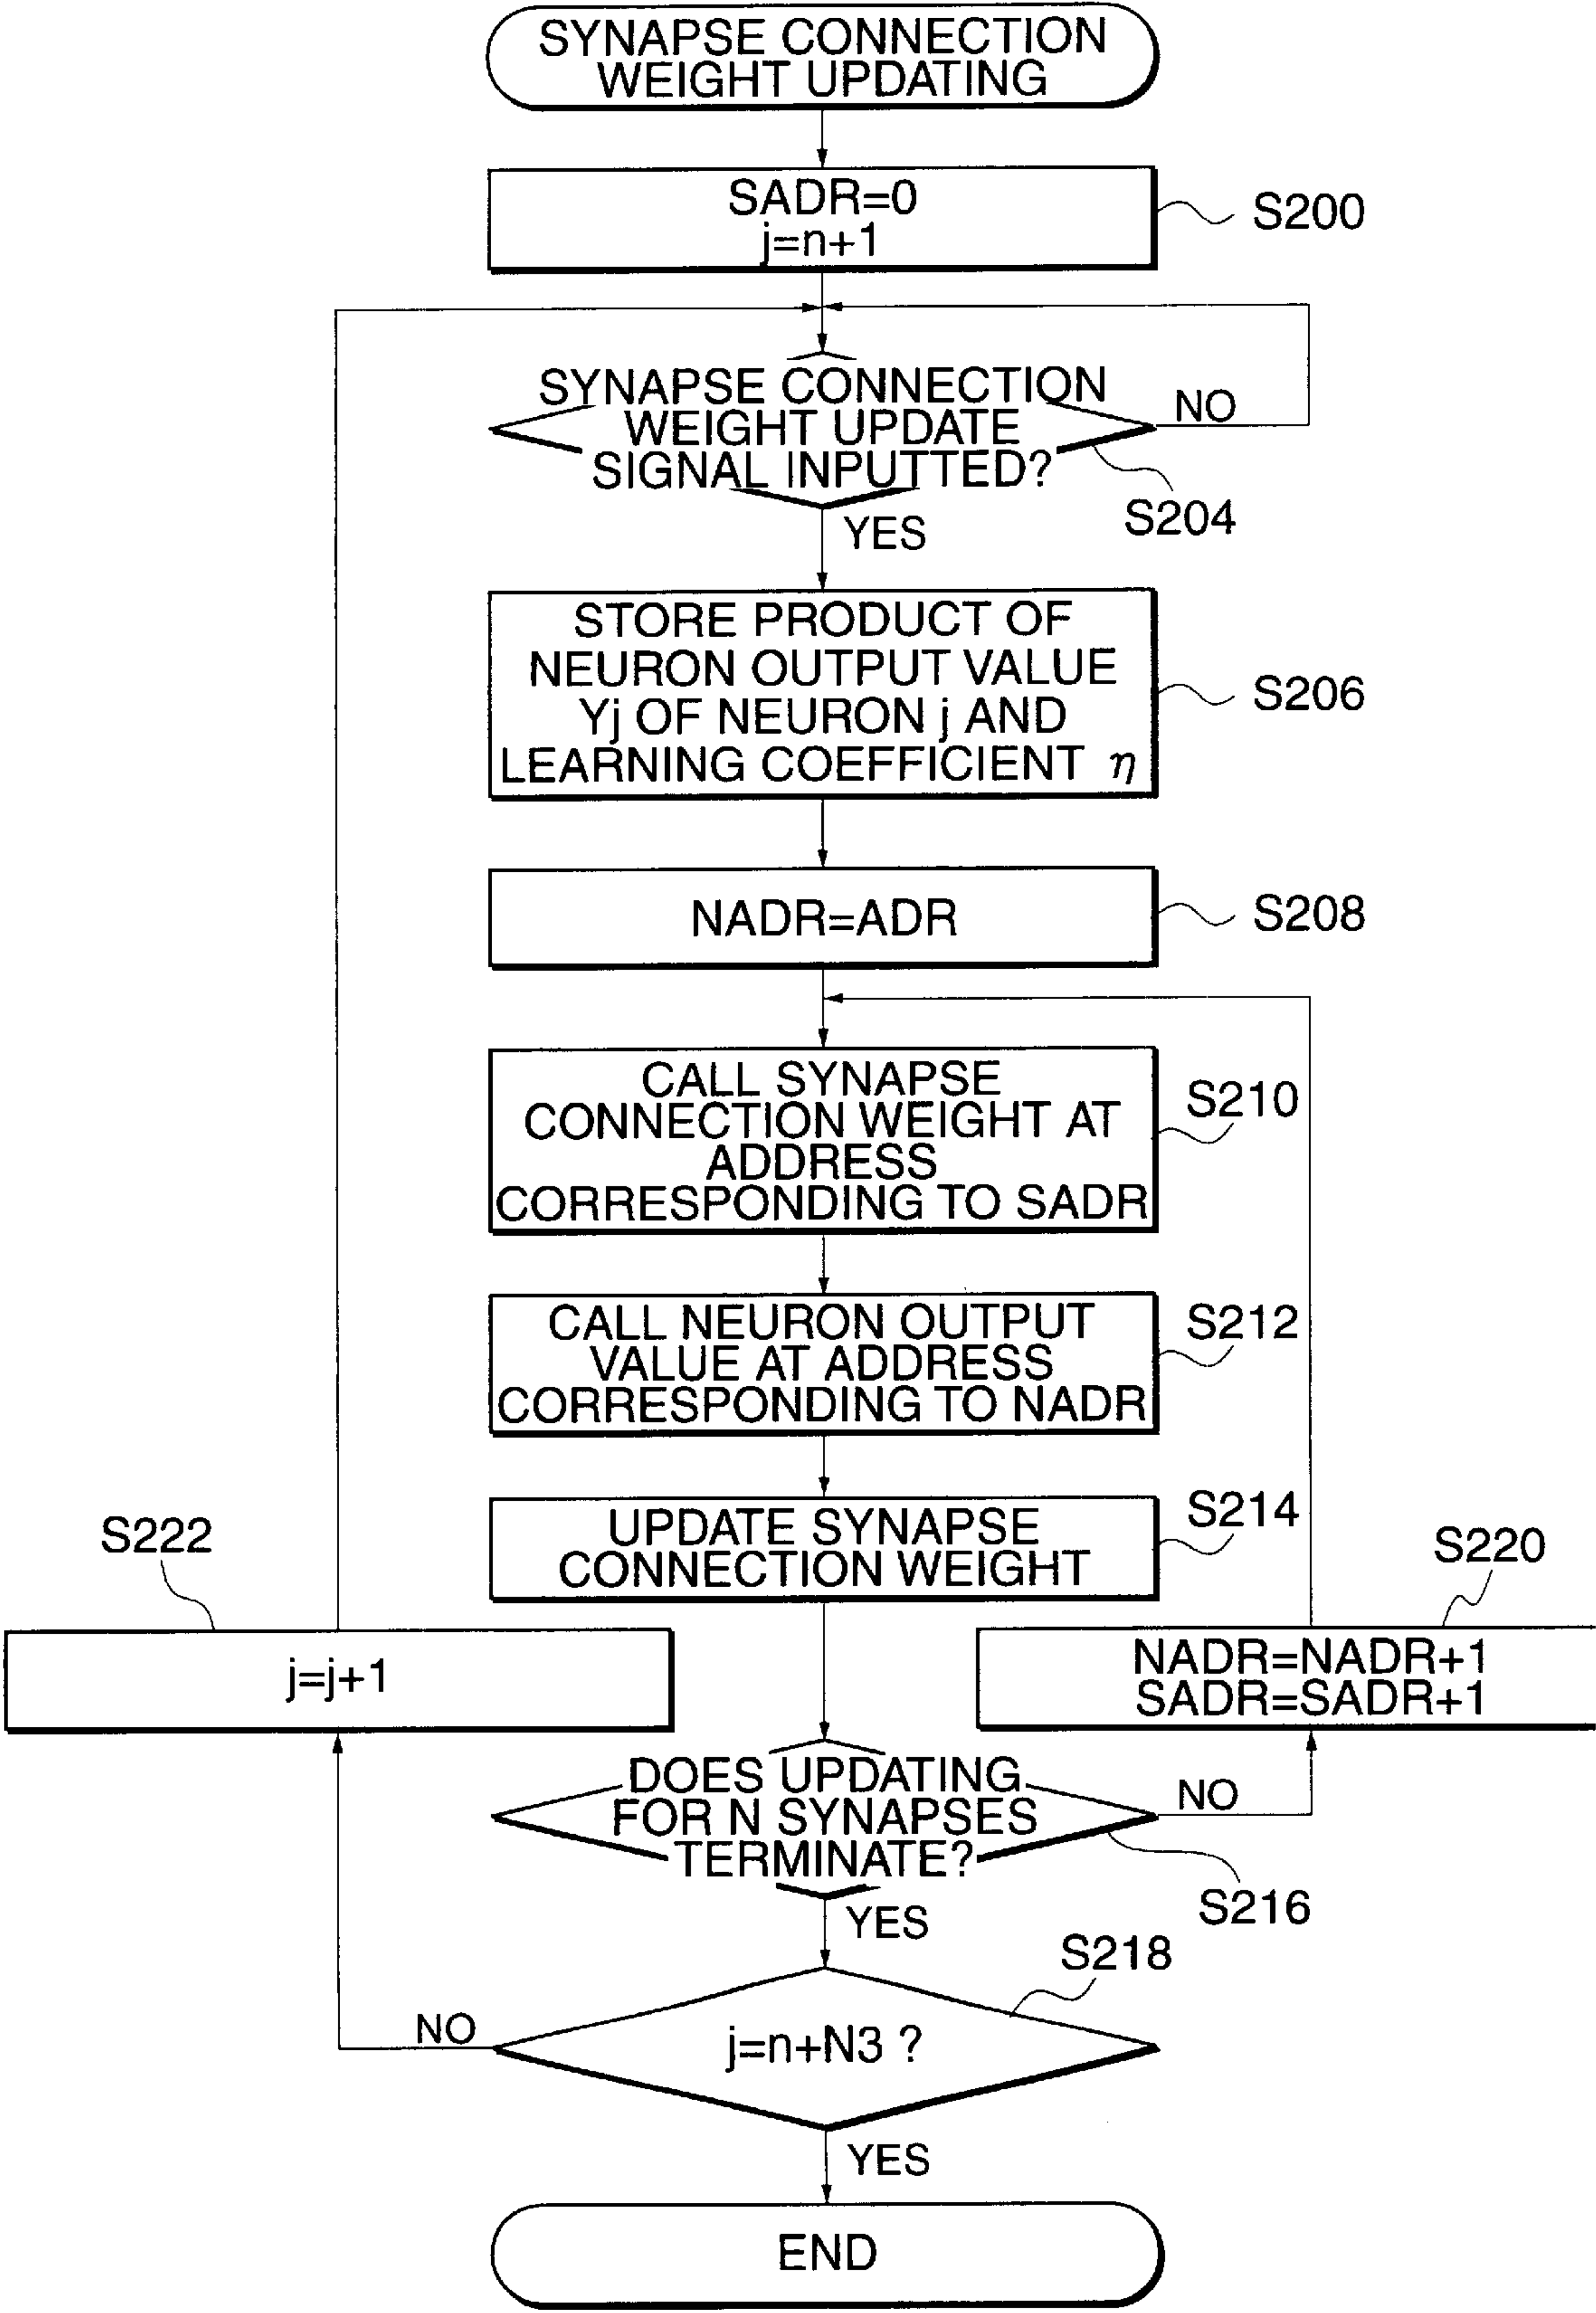 SYNAPSE CONNECTION
WEIGHT UPDATING
SADR=0
j=n+1
S200
SYNAPSE CONNECTION
WEIGHT UPDATE
SIGNAL INPUTTED?
NO
S204
YES
STORE PRODUCT OF
NEURON OUTPUT VALUE
Yj OF NEURON j AND
LEARNING COEFFICIENT η
S206
NADR=ADR
S208
CALL SYNAPSE
CONNECTION WEIGHT AT
ADDRESS
CORRESPONDING TO SADR
S210
CALL NEURON OUTPUT
VALUE AT ADDRESS
CORRESPONDING TO NADR
S212
UPDATE SYNAPSE
CONNECTION WEIGHT
S214
S222
j=j+1
S220
NADR=NADR+1
SADR=SADR+1
DOES UPDATING
FOR N SYNAPSES
TERMINATE?
NO
S216
YES
S218
j=n+N3 ?
NO
YES
END